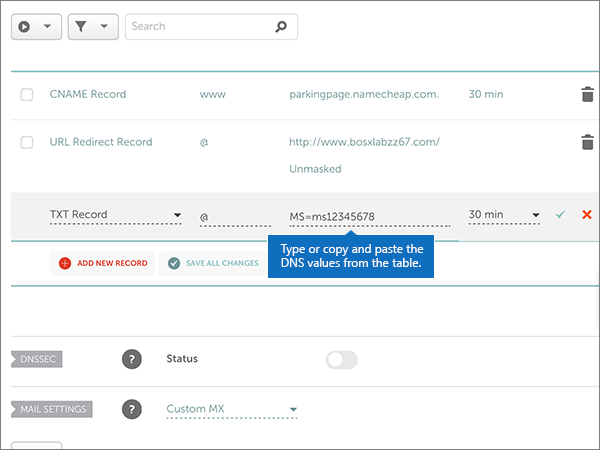 Search
CNAME Record www parkingpage.namecheap.com. 30 min
URL Redirect Record @ http://www.bosxlabzz67.com/
Unmasked
TXT Record @ MS=ms12345678 30 min
Type or copy and paste the
DNS values from the table.
ADD NEW RECORD SAVE ALL CHANGES
DNSSEC ? Status
MAIL SETTINGS ? Custom MX